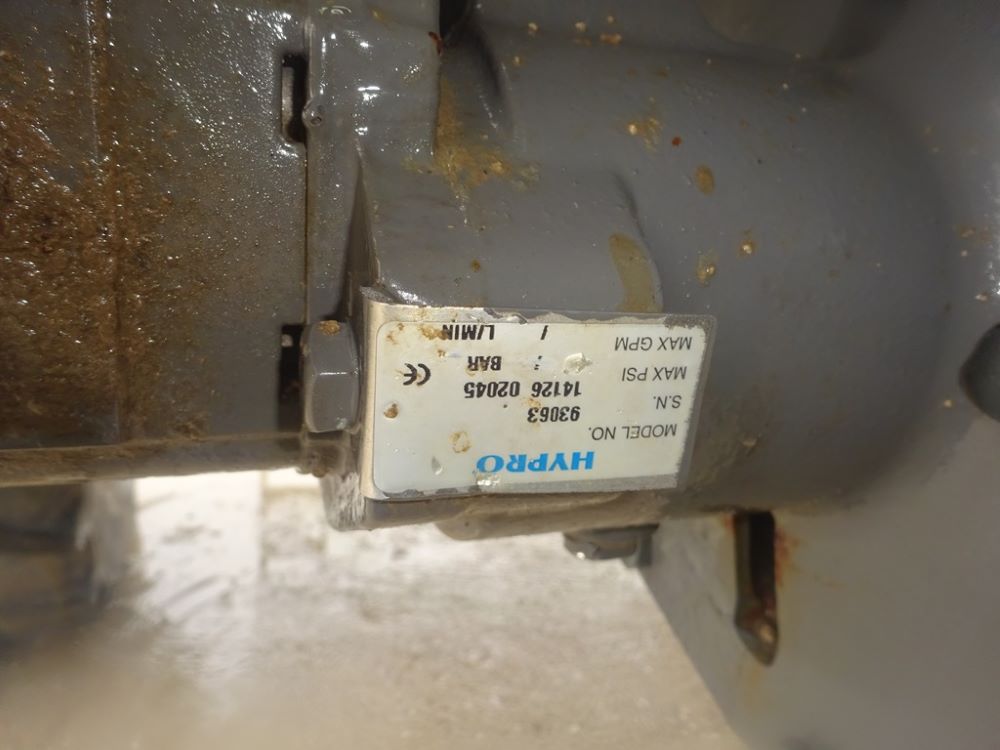 HYPRO
MODEL NO. 93063
S.N. 14126 02045
MAX PSI : BAR CE
MAX GPM / L/MIN